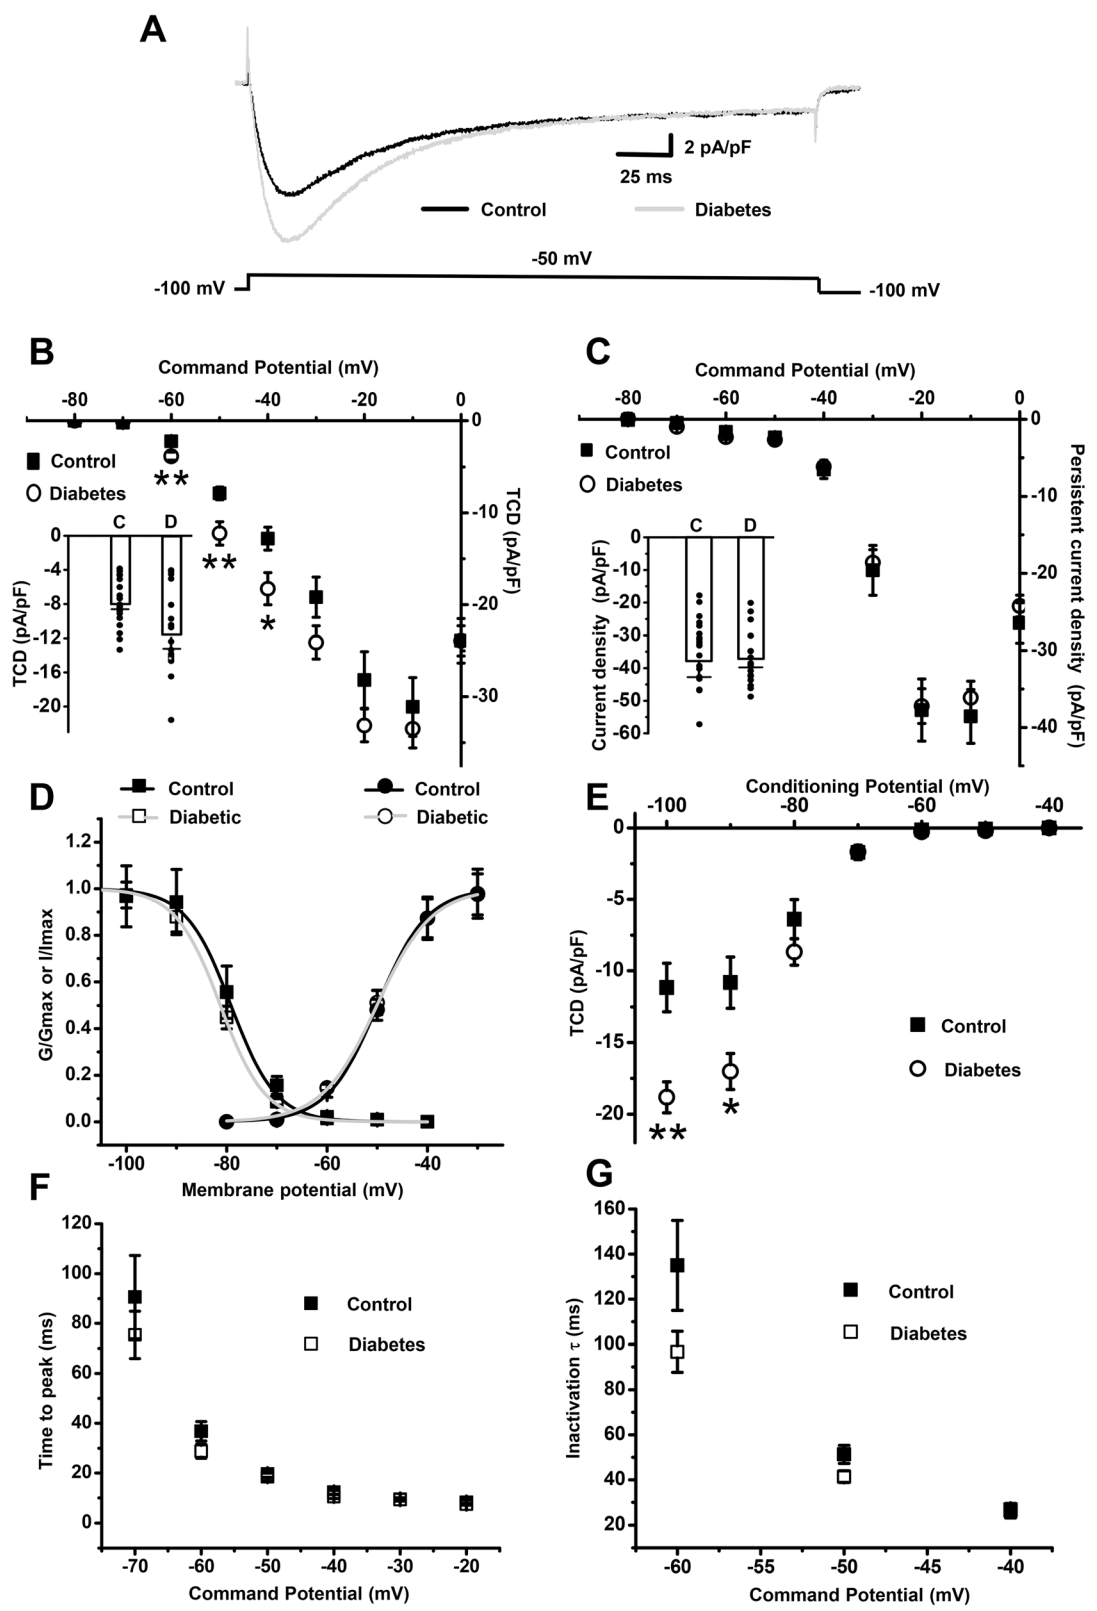 A
2 pA/pF
25 ms
Control
Diabetes
-50 mV
-100 mV
-100 mV
B
Command Potential (mV)
-80 -60 -40 -20 0
0
-10
-20
-30
TCD (pA/pF)
Control
Diabetes
**
**
*
C D
0
-4
-8
-12
-16
-20
TCD (pA/pF)
C
Command Potential (mV)
-80 -60 -40 -20 0
0
-10
-20
-30
-40
Persistent current density (pA/pF)
Control
Diabetes
C D
0
-10
-20
-30
-40
-50
-60
Current density (pA/pF)
D
Control
Diabetic
Control
Diabetic
1.2
1.0
0.8
0.6
0.4
0.2
0.0
G/Gmax or I/Imax
-100 -80 -60 -40
Membrane potential (mV)
E
Conditioning Potential (mV)
-100 -80 -60 -40
0
-5
-10
-15
-20
TCD (pA/pF)
Control
Diabetes
**
*
F
120
100
80
60
40
20
0
Time to peak (ms)
Control
Diabetes
-70 -60 -50 -40 -30 -20
Command Potential (mV)
G
160
140
120
100
80
60
40
20
Inactivation τ (ms)
Control
Diabetes
-60 -55 -50 -45 -40
Command Potential (mV)